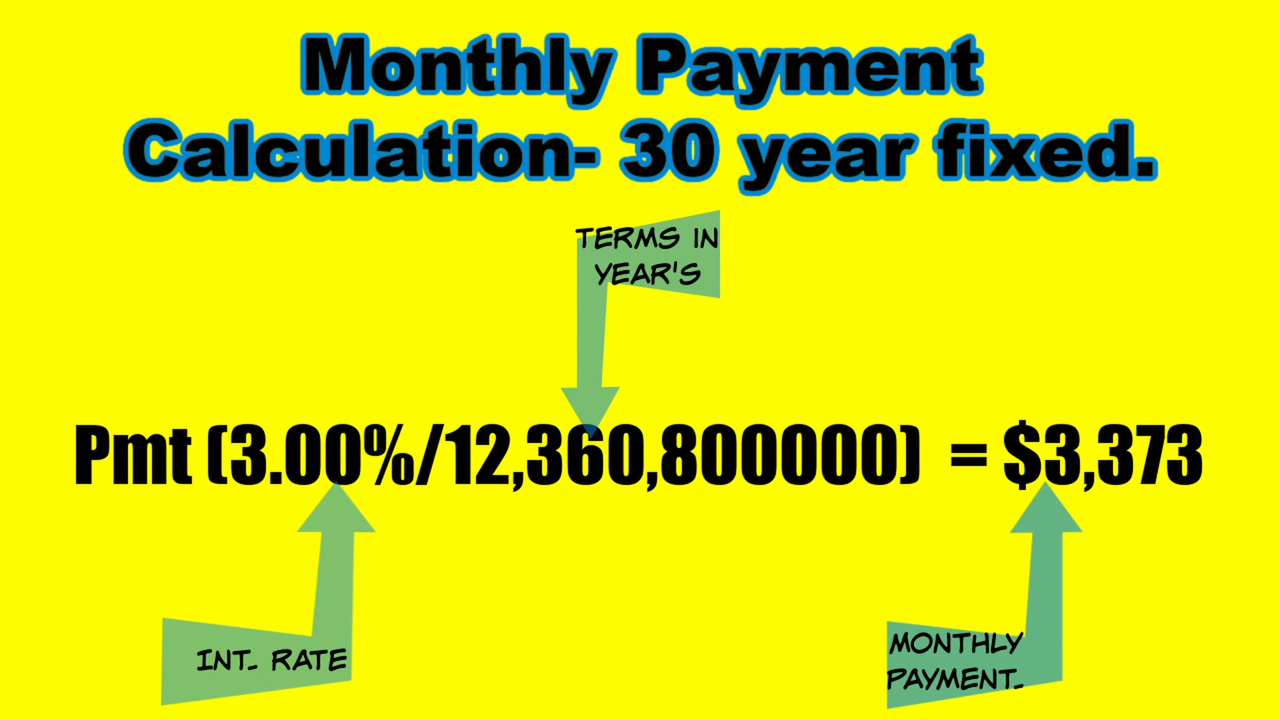 Monthly Payment
Calculation- 30 year fixed.
TERMS IN
YEAR'S
Pmt (3.00%/12,360,800000) = $3,373
INT. RATE
MONTHLY
PAYMENT.